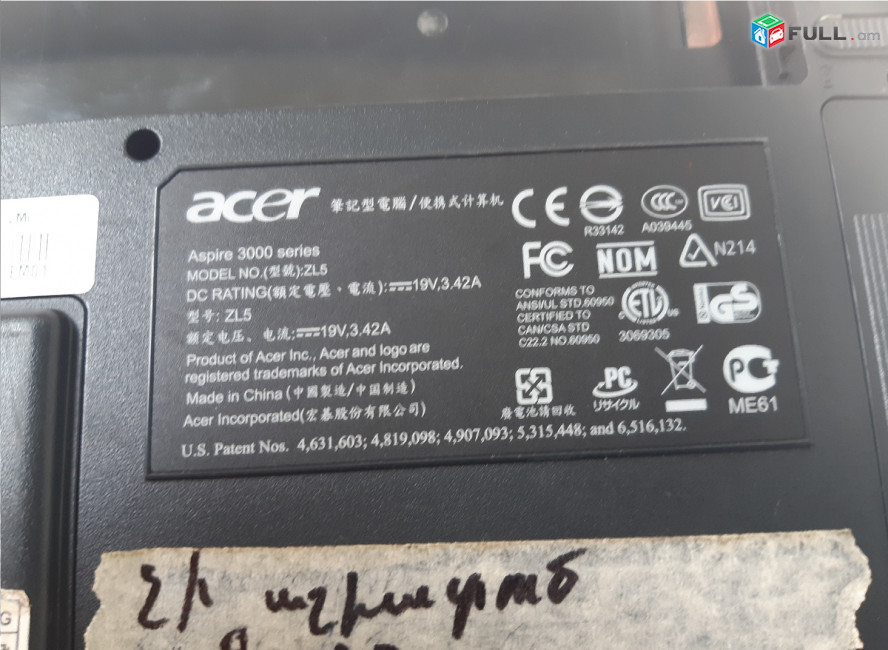 FULL.am
acer 筆記型電腦/便携式计算机
Aspire 3000 series
MODEL NO.(型號):ZL5
DC RATING(額定電壓、電流):19V,3.42A
型号: ZL5
额定电压、电流:19V,3.42A
Product of Acer Inc., Acer and logo are
registered trademarks of Acer Incorporated.
Made in China (中國製造/中国制造)
Acer Incorporated(宏碁股份有限公司)
U.S. Patent Nos. 4,631,603; 4,819,098; 4,907,093; 5,315,448; and 6,516,132.
CE
R33142
CCC
A039445
VCI
FC
NOM
N214
CONFORMS TO
ANSI/UL STD.60950
CERTIFIED TO
CAN/CSA STD
C22.2 NO.60950
ETL
us
3069305
GS
廢電池請回收
PC
リサイクル
PC
ME61
G